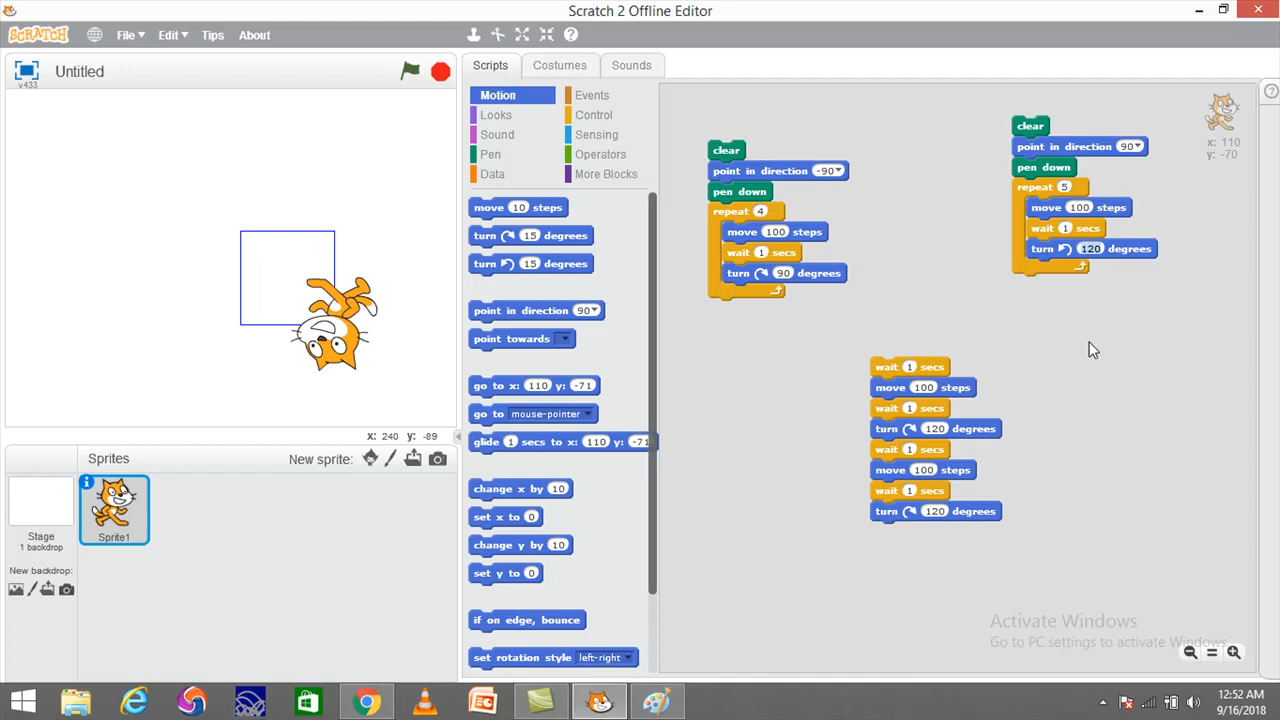 Scratch 2 Offline Editor
SCRATCH File Edit Tips About
v433 Untitled
Scripts Costumes Sounds
Motion Events
Looks Control
Sound Sensing
Pen Operators
Data More Blocks
move 10 steps
turn 15 degrees
turn 15 degrees
point in direction 90
point towards
go to x: 110 y: -71
go to mouse-pointer
glide 1 secs to x: 110 y: -71
change x by 10
set x to 0
change y by 10
set y to 0
if on edge, bounce
set rotation style left-right
clear
point in direction -90
pen down
repeat 4
move 100 steps
wait 1 secs
turn 90 degrees
clear
point in direction 90
pen down
repeat 5
move 100 steps
wait 1 secs
turn 120 degrees
x: 110
y: -70
wait 1 secs
move 100 steps
wait 1 secs
turn 120 degrees
wait 1 secs
move 100 steps
wait 1 secs
turn 120 degrees
x: 240 y: -89
Sprites New sprite:
Stage
1 backdrop
New backdrop:
Sprite1
Activate Windows
Go to PC settings to activate Windows.
12:52 AM
9/16/2018